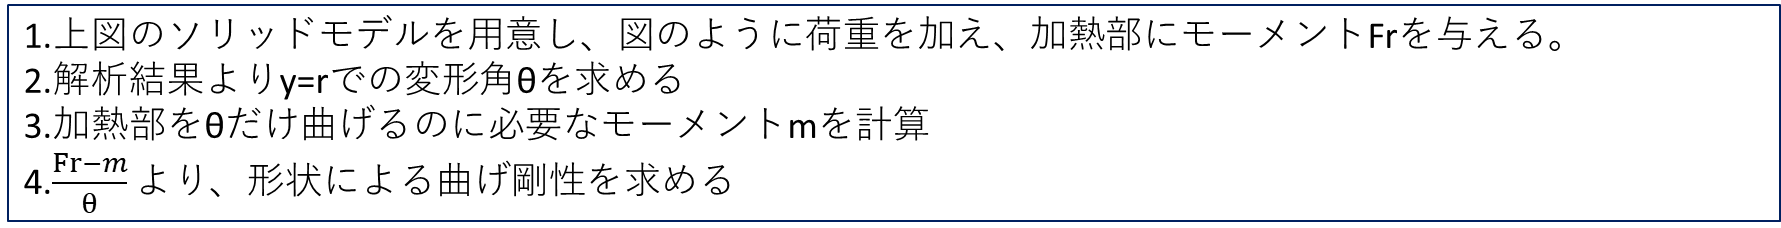 1.上図のソリッドモデルを用意し、図のように荷重を加え、加熱部にモーメントFrを与える。
2.解析結果よりy=rでの変形角θを求める
3.加熱部をθだけ曲げるのに必要なモーメントmを計算
4.\frac{Fr−m}{θ} より、形状による曲げ剛性を求める